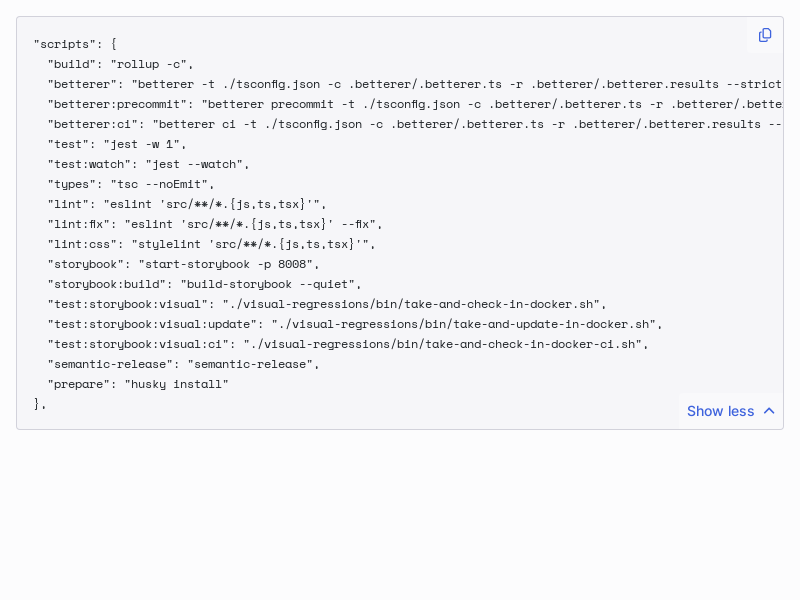 "scripts": {
  "build": "rollup -c",
  "betterer": "betterer -t ./tsconfig.json -c .betterer/.betterer.ts -r .betterer/.betterer.results --strict
  "betterer:precommit": "betterer precommit -t ./tsconfig.json -c .betterer/.betterer.ts -r .betterer/.bette
  "betterer:ci": "betterer ci -t ./tsconfig.json -c .betterer/.betterer.ts -r .betterer/.betterer.results --
  "test": "jest -w 1",
  "test:watch": "jest --watch",
  "types": "tsc --noEmit",
  "lint": "eslint 'src/**/*.{js,ts,tsx}'",
  "lint:fix": "eslint 'src/**/*.{js,ts,tsx}' --fix",
  "lint:css": "stylelint 'src/**/*.{js,ts,tsx}'",
  "storybook": "start-storybook -p 8008",
  "storybook:build": "build-storybook --quiet",
  "test:storybook:visual": "./visual-regressions/bin/take-and-check-in-docker.sh",
  "test:storybook:visual:update": "./visual-regressions/bin/take-and-update-in-docker.sh",
  "test:storybook:visual:ci": "./visual-regressions/bin/take-and-check-in-docker-ci.sh",
  "semantic-release": "semantic-release",
  "prepare": "husky install"
},
Show less